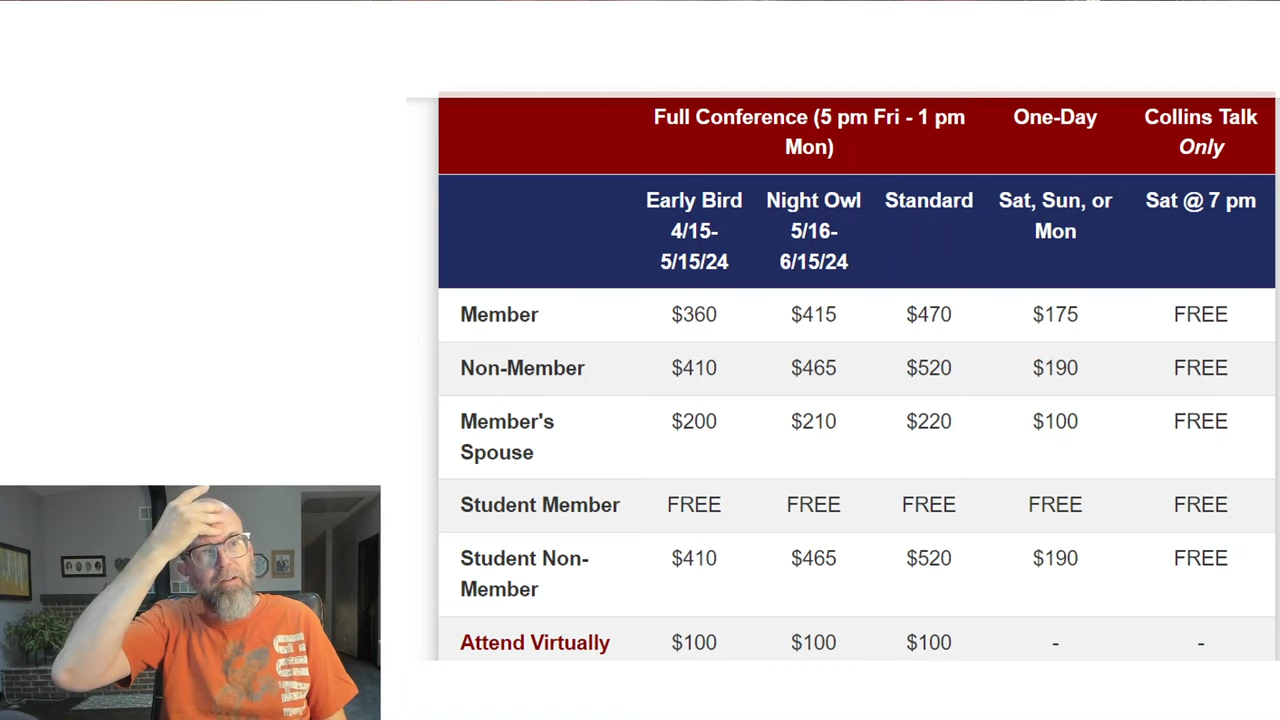 Full Conference (5 pm Fri - 1 pm Mon) One-Day Collins Talk Only
Early Bird 4/15-5/15/24 Night Owl 5/16-6/15/24 Standard Sat, Sun, or Mon Sat @ 7 pm
Member $360 $415 $470 $175 FREE
Non-Member $410 $465 $520 $190 FREE
Member's Spouse $200 $210 $220 $100 FREE
Student Member FREE FREE FREE FREE FREE
Student Non-Member $410 $465 $520 $190 FREE
Attend Virtually $100 $100 $100 - -